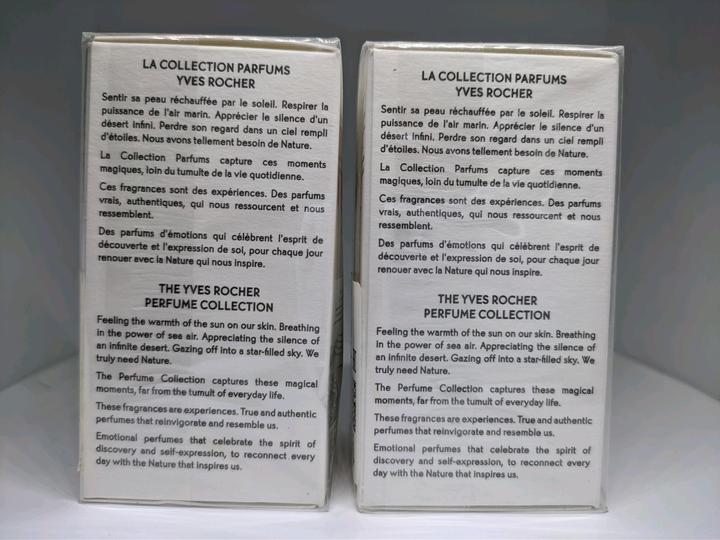 LA COLLECTION PARFUMS
YVES ROCHER
Sentir sa peau réchauffée par le soleil. Respirer la
puissance de l'air marin. Apprécier le silence d'un
désert infini. Perdre son regard dans un ciel rempli
d'étoiles. Nous avons tellement besoin de Nature.
La Collection Parfums capture ces moments
magiques, loin du tumulte de la vie quotidienne.
Ces fragrances sont des expériences. Des parfums
vrais, authentiques, qui nous ressourcent et nous
ressemblent.
Des parfums d'émotions qui célèbrent l'esprit de
découverte et l'expression de soi, pour chaque jour
renouer avec la Nature qui nous inspire.
THE YVES ROCHER
PERFUME COLLECTION
Feeling the warmth of the sun on our skin. Breathing
in the power of sea air. Appreciating the silence of
an infinite desert. Gazing off into a star-filled sky. We
truly need Nature.
The Perfume Collection captures these magical
moments, far from the tumult of everyday life.
These fragrances are experiences. True and authentic
perfumes that reinvigorate and resemble us.
Emotional perfumes that celebrate the spirit of
discovery and self-expression, to reconnect every
day with the Nature that inspires us.
LA COLLECTION PARFUMS
YVES ROCHER
Sentir sa peau réchauffée par le soleil. Respirer la
puissance de l'air marin. Apprécier le silence d'un
désert infini. Perdre son regard dans un ciel rempli
d'étoiles. Nous avons tellement besoin de Nature.
La Collection Parfums capture ces moments
magiques, loin du tumulte de la vie quotidienne.
Ces fragrances sont des expériences. Des parfums
vrais, authentiques, qui nous ressourcent et nous
ressemblent.
Des parfums d'émotions qui célèbrent l'esprit de
découverte et l'expression de soi, pour chaque jour
renouer avec la Nature qui nous inspire.
THE YVES ROCHER
PERFUME COLLECTION
Feeling the warmth of the sun on our skin. Breathing
in the power of sea air. Appreciating the silence of
an infinite desert. Gazing off into a star-filled sky. We
truly need Nature.
The Perfume Collection captures these magical
moments, far from the tumult of everyday life.
These fragrances are experiences. True and authentic
perfumes that reinvigorate and resemble us.
Emotional perfumes that celebrate the spirit of
discovery and self-expression, to reconnect every
day with the Nature that inspires us.